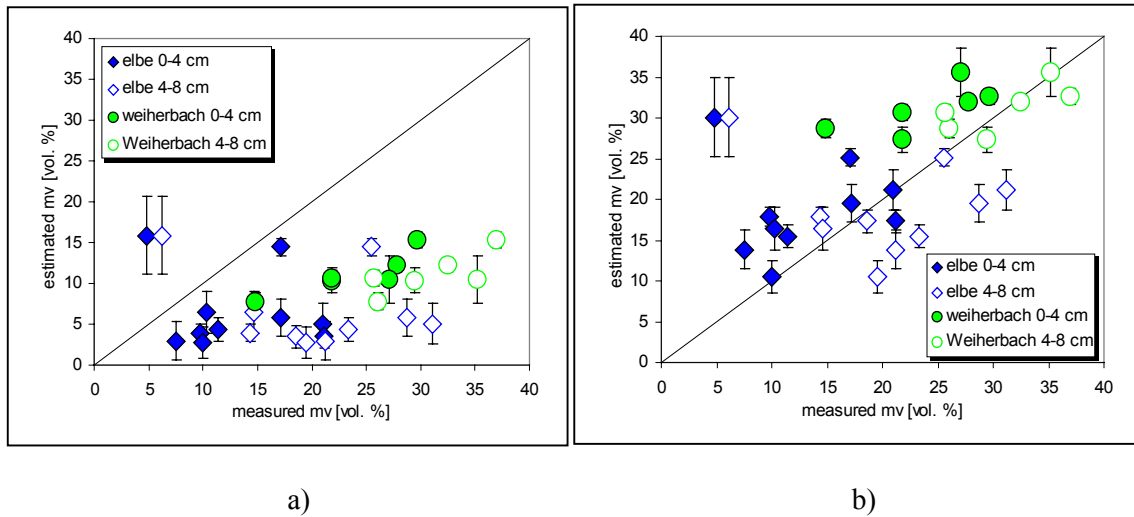 40
35
30
25
20
15
10
5
0
estimated mv [vol. %]
elbe 0-4 cm
elbe 4-8 cm
weiherbach 0-4 cm
Weiherbach 4-8 cm
0 5 10 15 20 25 30 35 40
measured mv [vol. %]
a)
40
35
30
25
20
15
10
5
0
estimated mv [vol. %]
elbe 0-4 cm
elbe 4-8 cm
weiherbach 0-4 cm
Weiherbach 4-8 cm
0 5 10 15 20 25 30 35 40
measured mv [vol. %]
b)